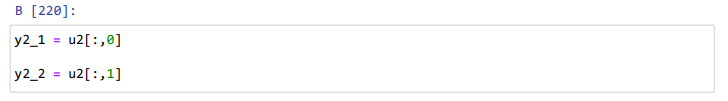 В [220]:
y2_1 = u2[:,0]
y2_2 = u2[:,1]